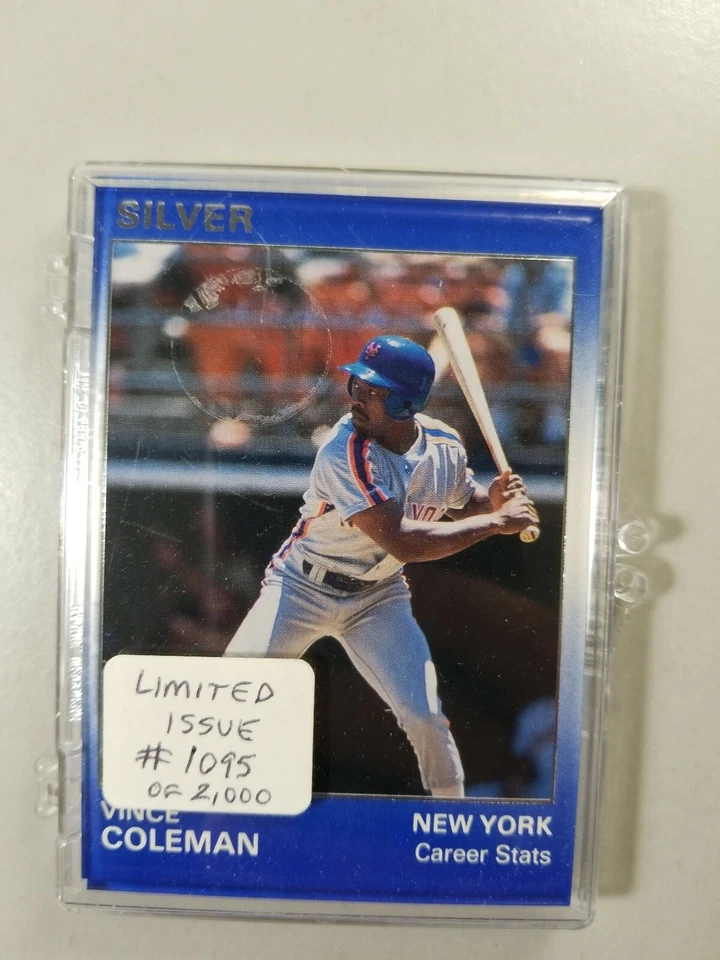 SILVER
LIMITED
ISSUE
# 1095
OF 2,000
VINCE
COLEMAN
NEW YORK
Career Stats